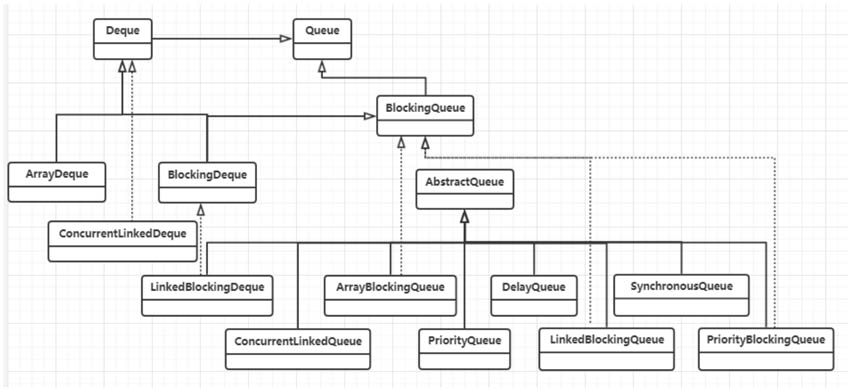 Deque
Queue
BlockingQueue
ArrayDeque
BlockingDeque
AbstractQueue
ConcurrentLinkedDeque
LinkedBlockingDeque
ArrayBlockingQueue
DelayQueue
SynchronousQueue
ConcurrentLinkedQueue
PriorityQueue
LinkedBlockingQueue
PriorityBlockingQueue